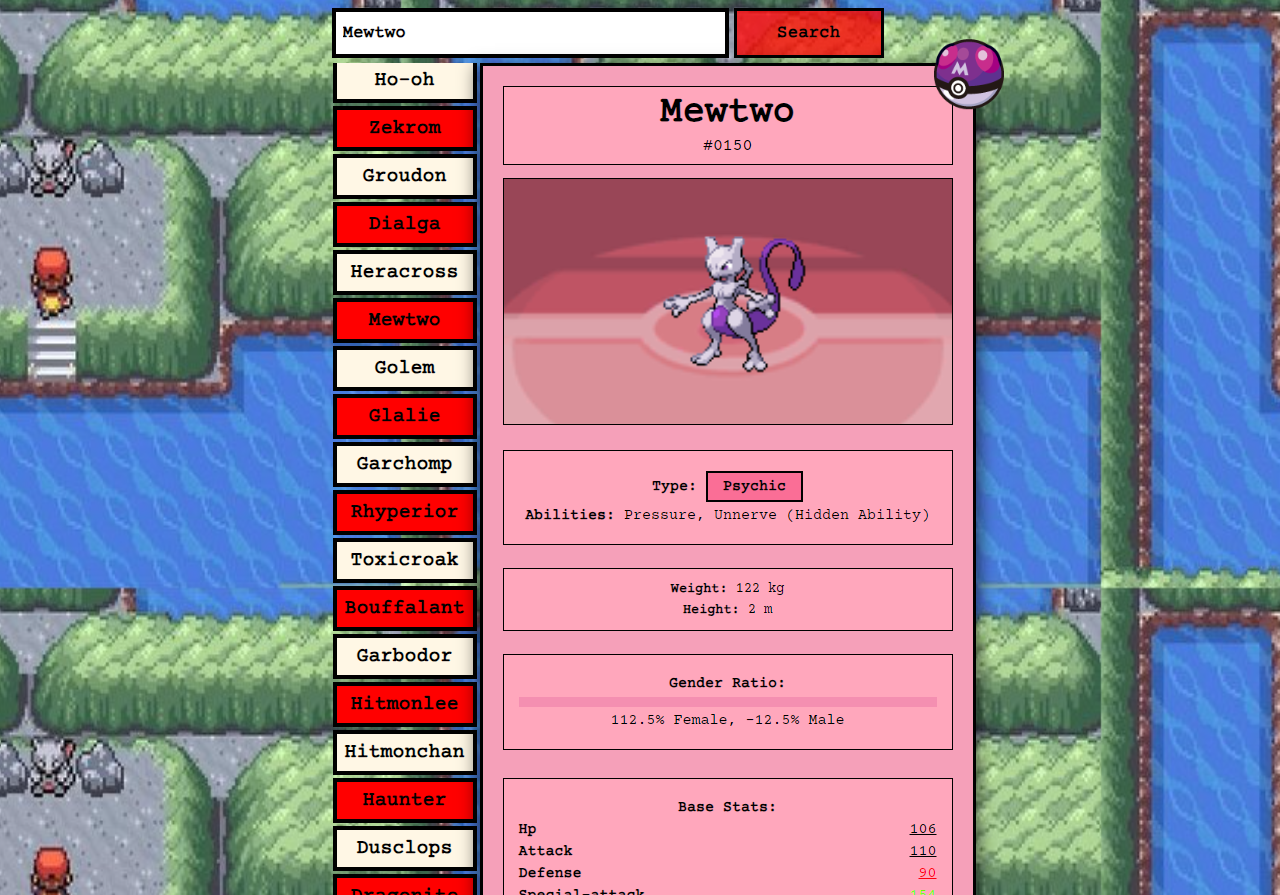 Mewtwo
Search
Ho-oh
Zekrom
Groudon
Dialga
Heracross
Mewtwo
Golem
Glalie
Garchomp
Rhyperior
Toxicroak
Bouffalant
Garbodor
Hitmonlee
Hitmonchan
Haunter
Dusclops
Dragonite
M
Mewtwo
#0150
Type: Psychic
Abilities: Pressure, Unnerve (Hidden Ability)
Weight: 122 kg
Height: 2 m
Gender Ratio:
112.5% Female, -12.5% Male
Base Stats:
Hp 106
Attack 110
Defense 90
Special-attack